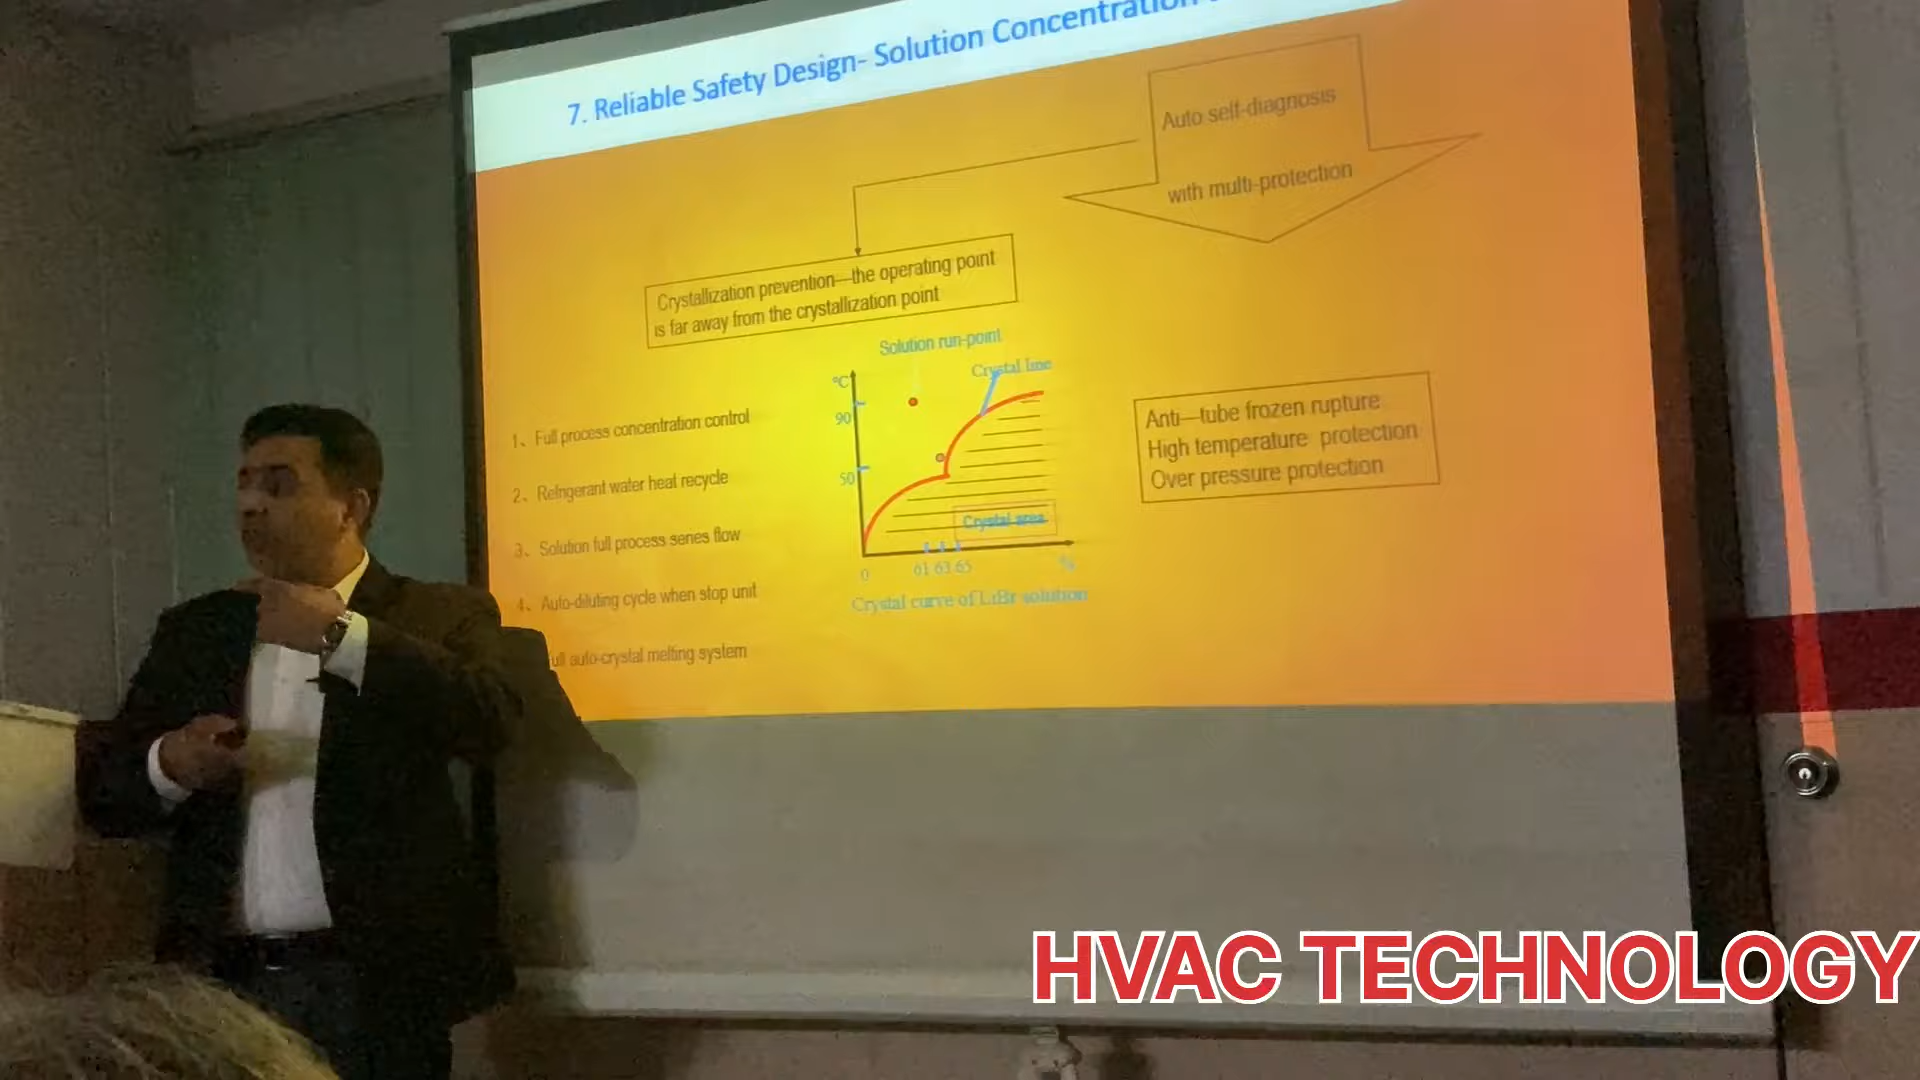 7. Reliable Safety Design- Solution Concentration
Auto self-diagnosis
with multi-protection
Crystallization prevention—the operating point
is far away from the crystallization point
Solution run-point
Crystal line
℃
90
50
Crystal area
0
61 63 65
%
Crystal curve of LiBr solution
1、Full process concentration control
2、Refrigerant water heat recycle
3、Solution full process series flow
4、Auto-diluting cycle when stop unit
auto-crystal melting system
Anti—tube frozen rupture
High temperature protection
Over pressure protection
HVAC TECHNOLOGY